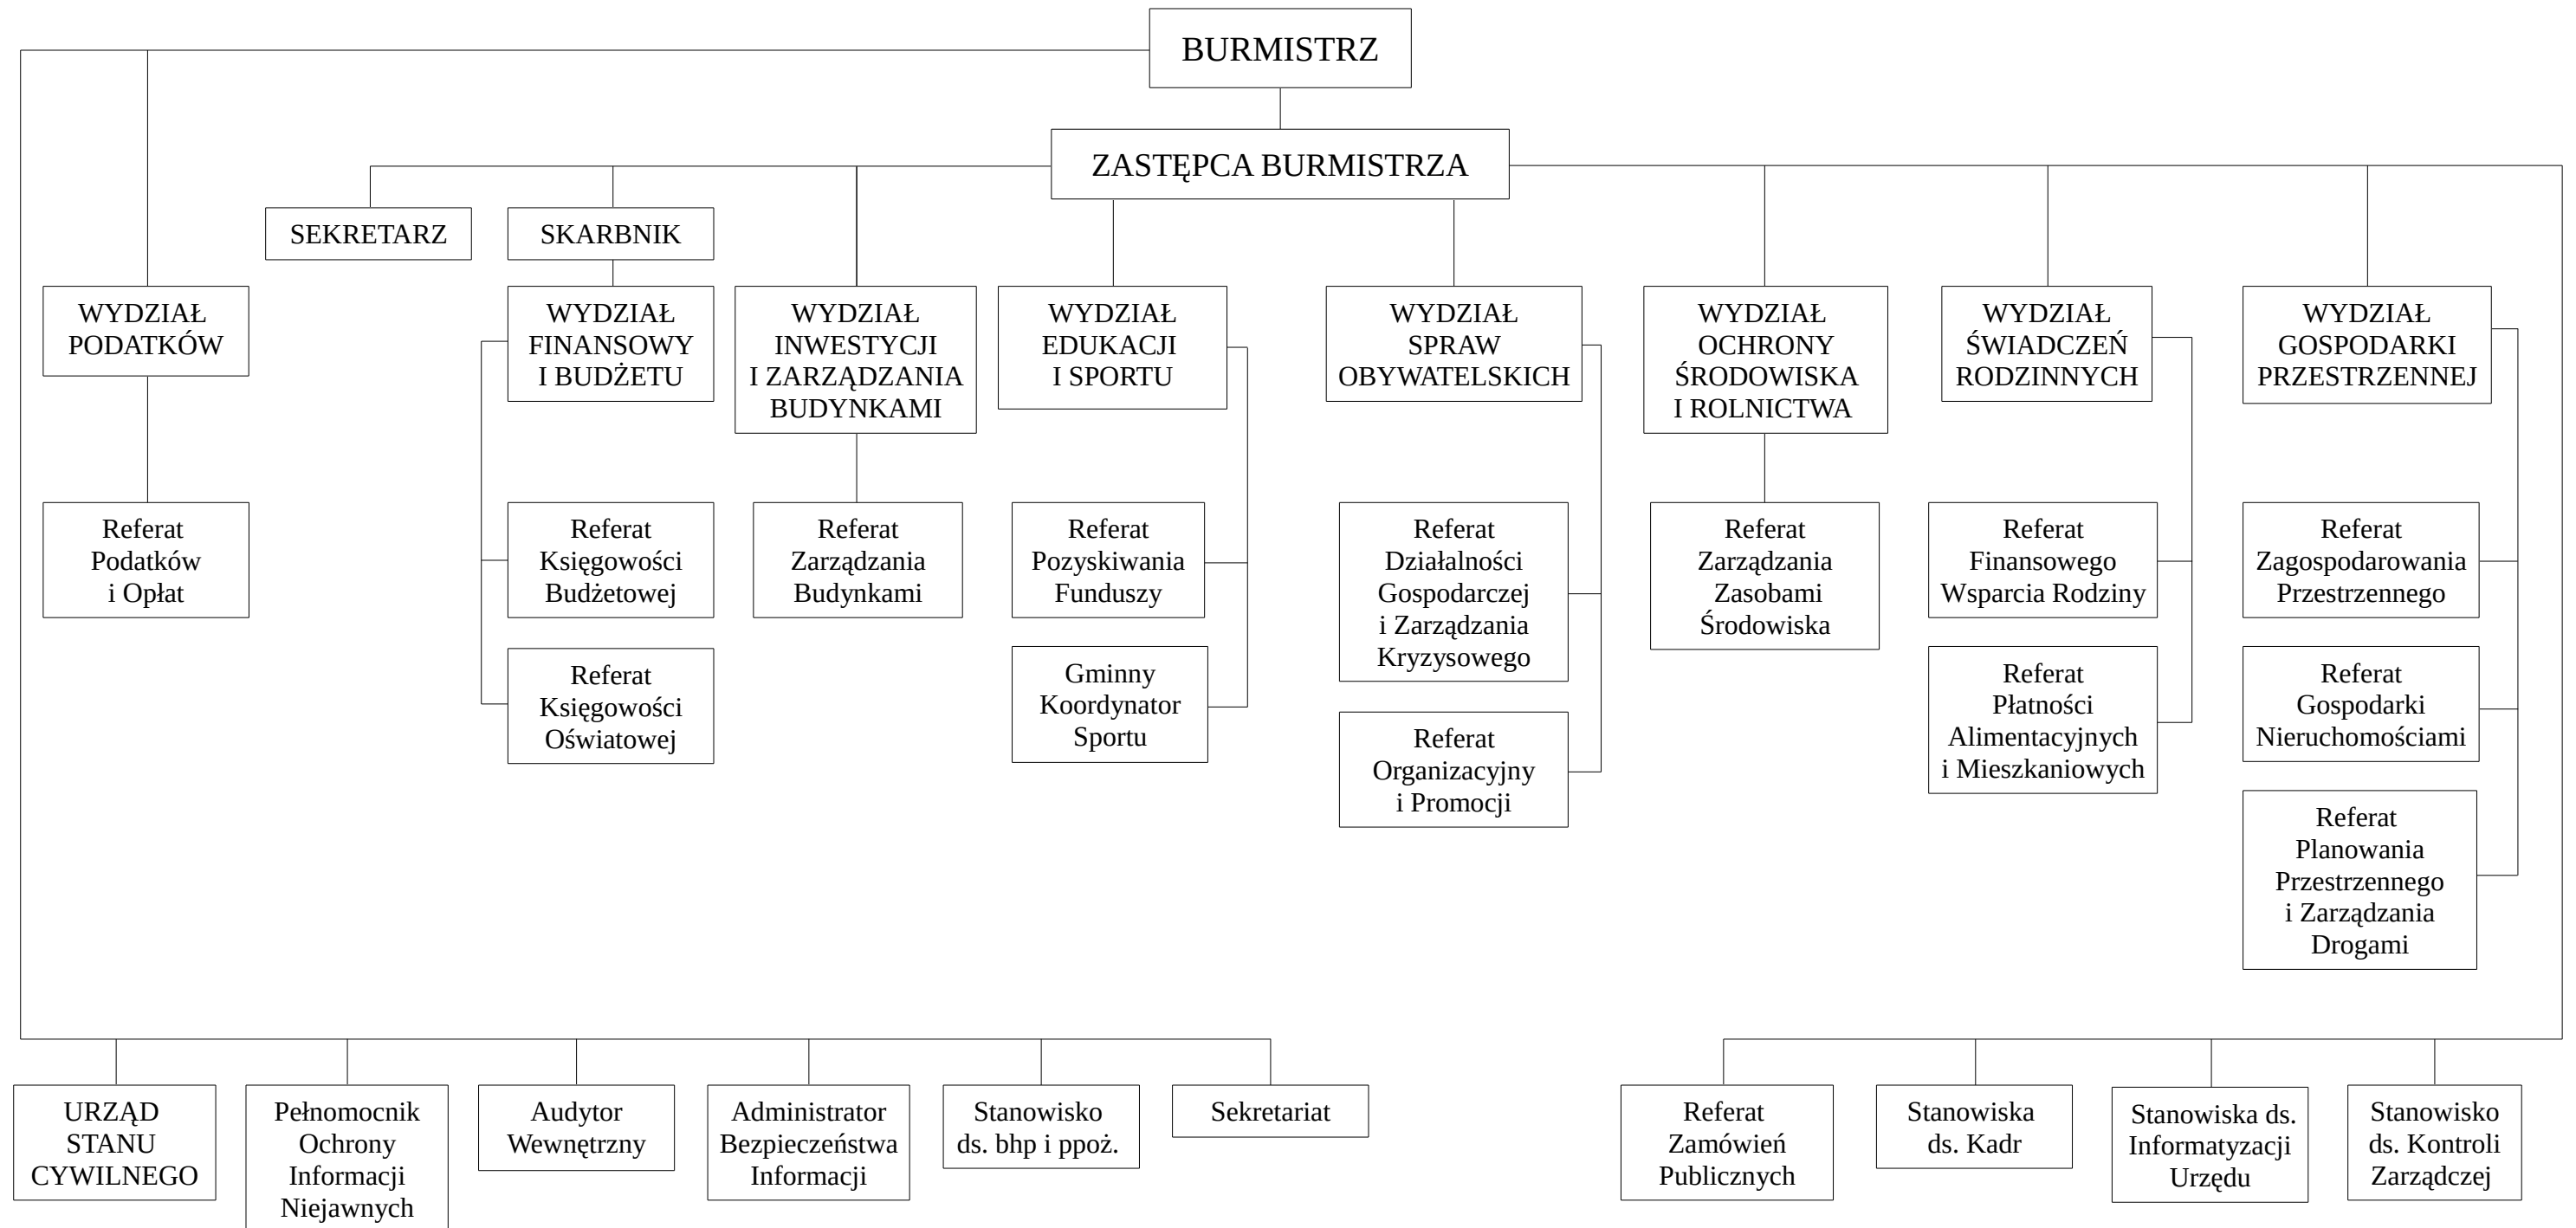 BURMISTRZ
ZASTĘPCA BURMISTRZA
SEKRETARZ
SKARBNIK
WYDZIAŁ
PODATKÓW
WYDZIAŁ
FINANSOWY
I BUDŻETU
WYDZIAŁ
INWESTYCJI
I ZARZĄDZANIA
BUDYNKAMI
WYDZIAŁ
EDUKACJI
I SPORTU
WYDZIAŁ
SPRAW
OBYWATELSKICH
WYDZIAŁ
OCHRONY
ŚRODOWISKA
I ROLNICTWA
WYDZIAŁ
ŚWIADCZEŃ
RODZINNYCH
WYDZIAŁ
GOSPODARKI
PRZESTRZENNEJ
Referat
Podatków
i Opłat
Referat
Księgowości
Budżetowej
Referat
Zarządzania
Budynkami
Referat
Pozyskiwania
Funduszy
Referat
Działalności
Gospodarczej
i Zarządzania
Kryzysowego
Referat
Zarządzania
Zasobami
Środowiska
Referat
Finansowego
Wsparcia Rodziny
Referat
Zagospodarowania
Przestrzennego
Referat
Księgowości
Oświatowej
Gminny
Koordynator
Sportu
Referat
Organizacyjny
i Promocji
Referat
Płatności
Alimentacyjnych
i Mieszkaniowych
Referat
Gospodarki
Nieruchomościami
Referat
Planowania
Przestrzennego
i Zarządzania
Drogami
URZĄD
STANU
CYWILNEGO
Pełnomocnik
Ochrony
Informacji
Niejawnych
Audytor
Wewnętrzny
Administrator
Bezpieczeństwa
Informacji
Stanowisko
ds. bhp i ppoż.
Sekretariat
Referat
Zamówień
Publicznych
Stanowiska
ds. Kadr
Stanowiska ds.
Informatyzacji
Urzędu
Stanowisko
ds. Kontroli
Zarządczej